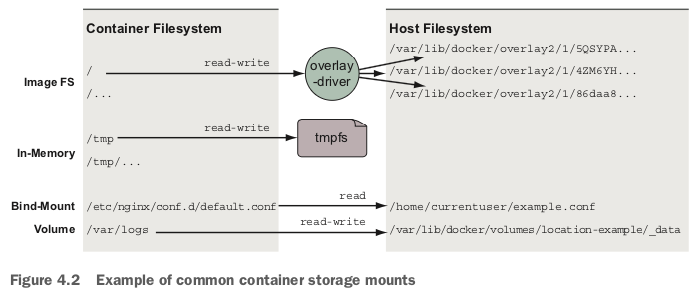 Container Filesystem
Host Filesystem
/var/lib/docker/overlay2/1/5QSYPA...
Image FS
/
read-write
overlay
-driver
/var/lib/docker/overlay2/1/4ZM6YH...
/...
/var/lib/docker/overlay2/1/86daa8...
In-Memory
/tmp
read-write
tmpfs
/tmp/...
Bind-Mount
/etc/nginx/conf.d/default.conf
read
/home/currentuser/example.conf
Volume
/var/logs
read-write
/var/lib/docker/volumes/location-example/_data
Figure 4.2 Example of common container storage mounts